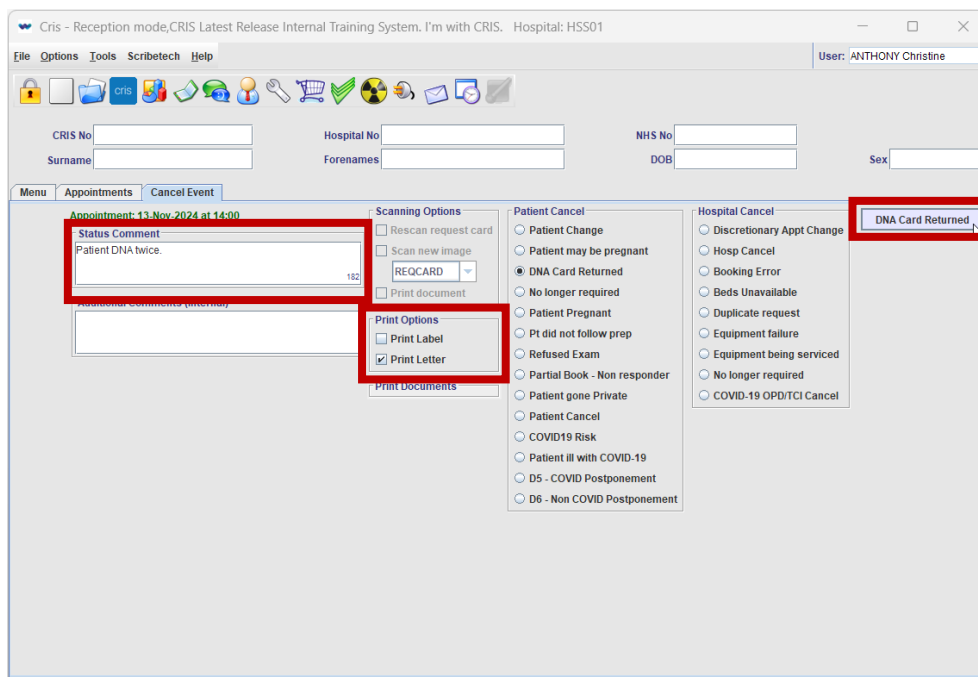 Cris - Reception mode,CRIS Latest Release Internal Training System. I'm with CRIS. Hospital: HSS01
File Options Tools Scribetech Help
User: ANTHONY Christine
cris
CRIS No
Hospital No
NHS No
Surname
Forenames
DOB
Sex
Menu
Appointments
Cancel Event
Appointment: 13-Nov-2024 at 14:00
Status Comment
Patient DNA twice.
182
Additional Comments (Internal)
Scanning Options
Rescan request card
Scan new image
REQCARD
Print document
Print Options
Print Label
Print Letter
Print Documents
Patient Cancel
Patient Change
Patient may be pregnant
DNA Card Returned
No longer required
Patient Pregnant
Pt did not follow prep
Refused Exam
Partial Book - Non responder
Patient gone Private
Patient Cancel
COVID19 Risk
Patient ill with COVID-19
D5 - COVID Postponement
D6 - Non COVID Postponement
Hospital Cancel
Discretionary Appt Change
Hosp Cancel
Booking Error
Beds Unavailable
Duplicate request
Equipment failure
Equipment being serviced
No longer required
COVID-19 OPD/TCI Cancel
DNA Card Returned